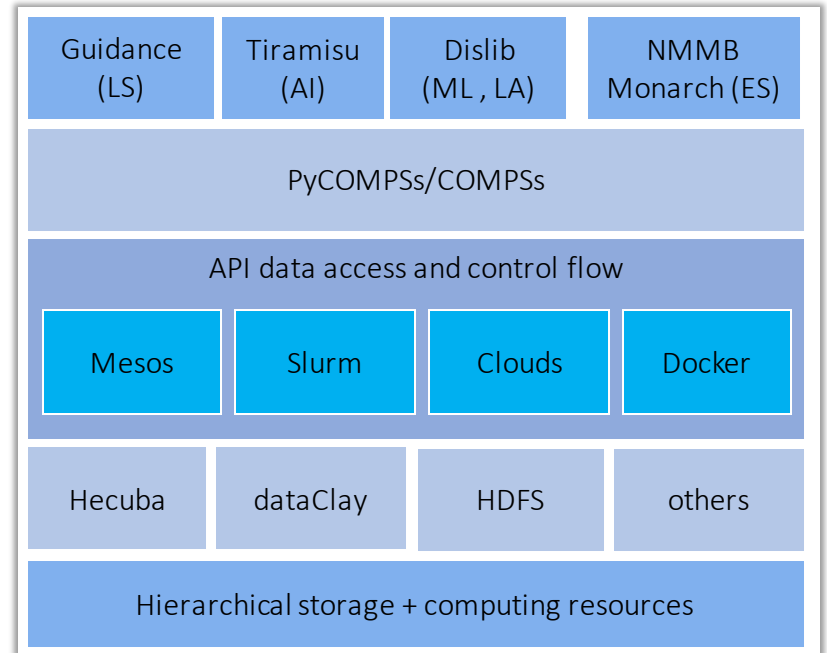 Guidance
(LS)
Tiramisu
(AI)
Dislib
(ML , LA)
NMMB
Monarch (ES)
PyCOMPSs/COMPSs
API data access and control flow
Mesos
Slurm
Clouds
Docker
Hecuba
dataClay
HDFS
others
Hierarchical storage + computing resources